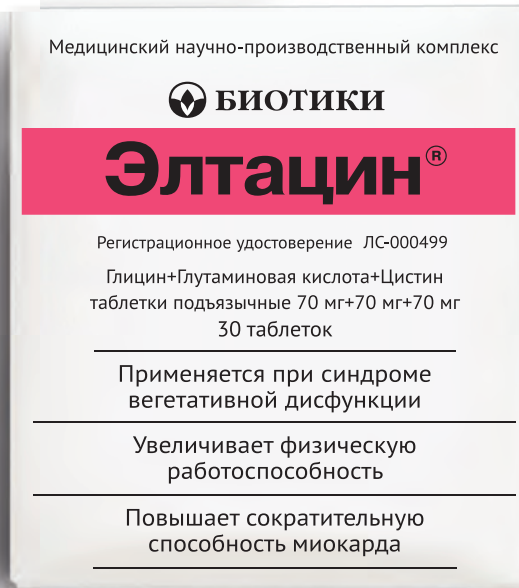 Медицинский научно-производственный комплекс
БИОТИКИ
Элтацин®
Регистрационное удостоверение ЛС-000499
Глицин+Глутаминовая кислота+Цистин
таблетки подъязычные 70 мг+70 мг+70 мг
30 таблеток
Применяется при синдроме
вегетативной дисфункции
Увеличивает физическую
работоспособность
Повышает сократительную
способность миокарда